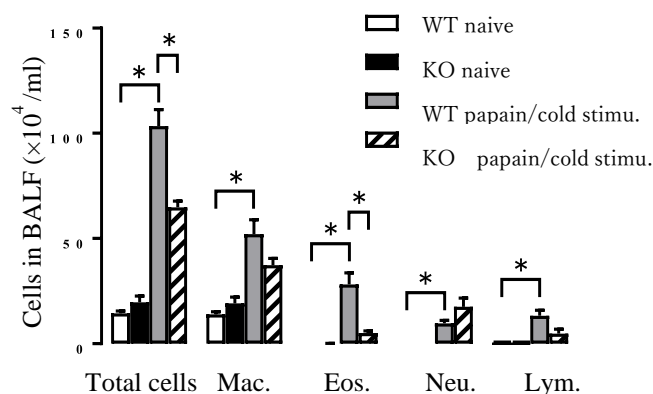 Cells in BALF (×10⁴ /ml)
150
100
50
0
WT naive
KO naive
WT papain/cold stimu.
KO papain/cold stimu.
* * * * * * *
Total cells Mac. Eos. Neu. Lym.